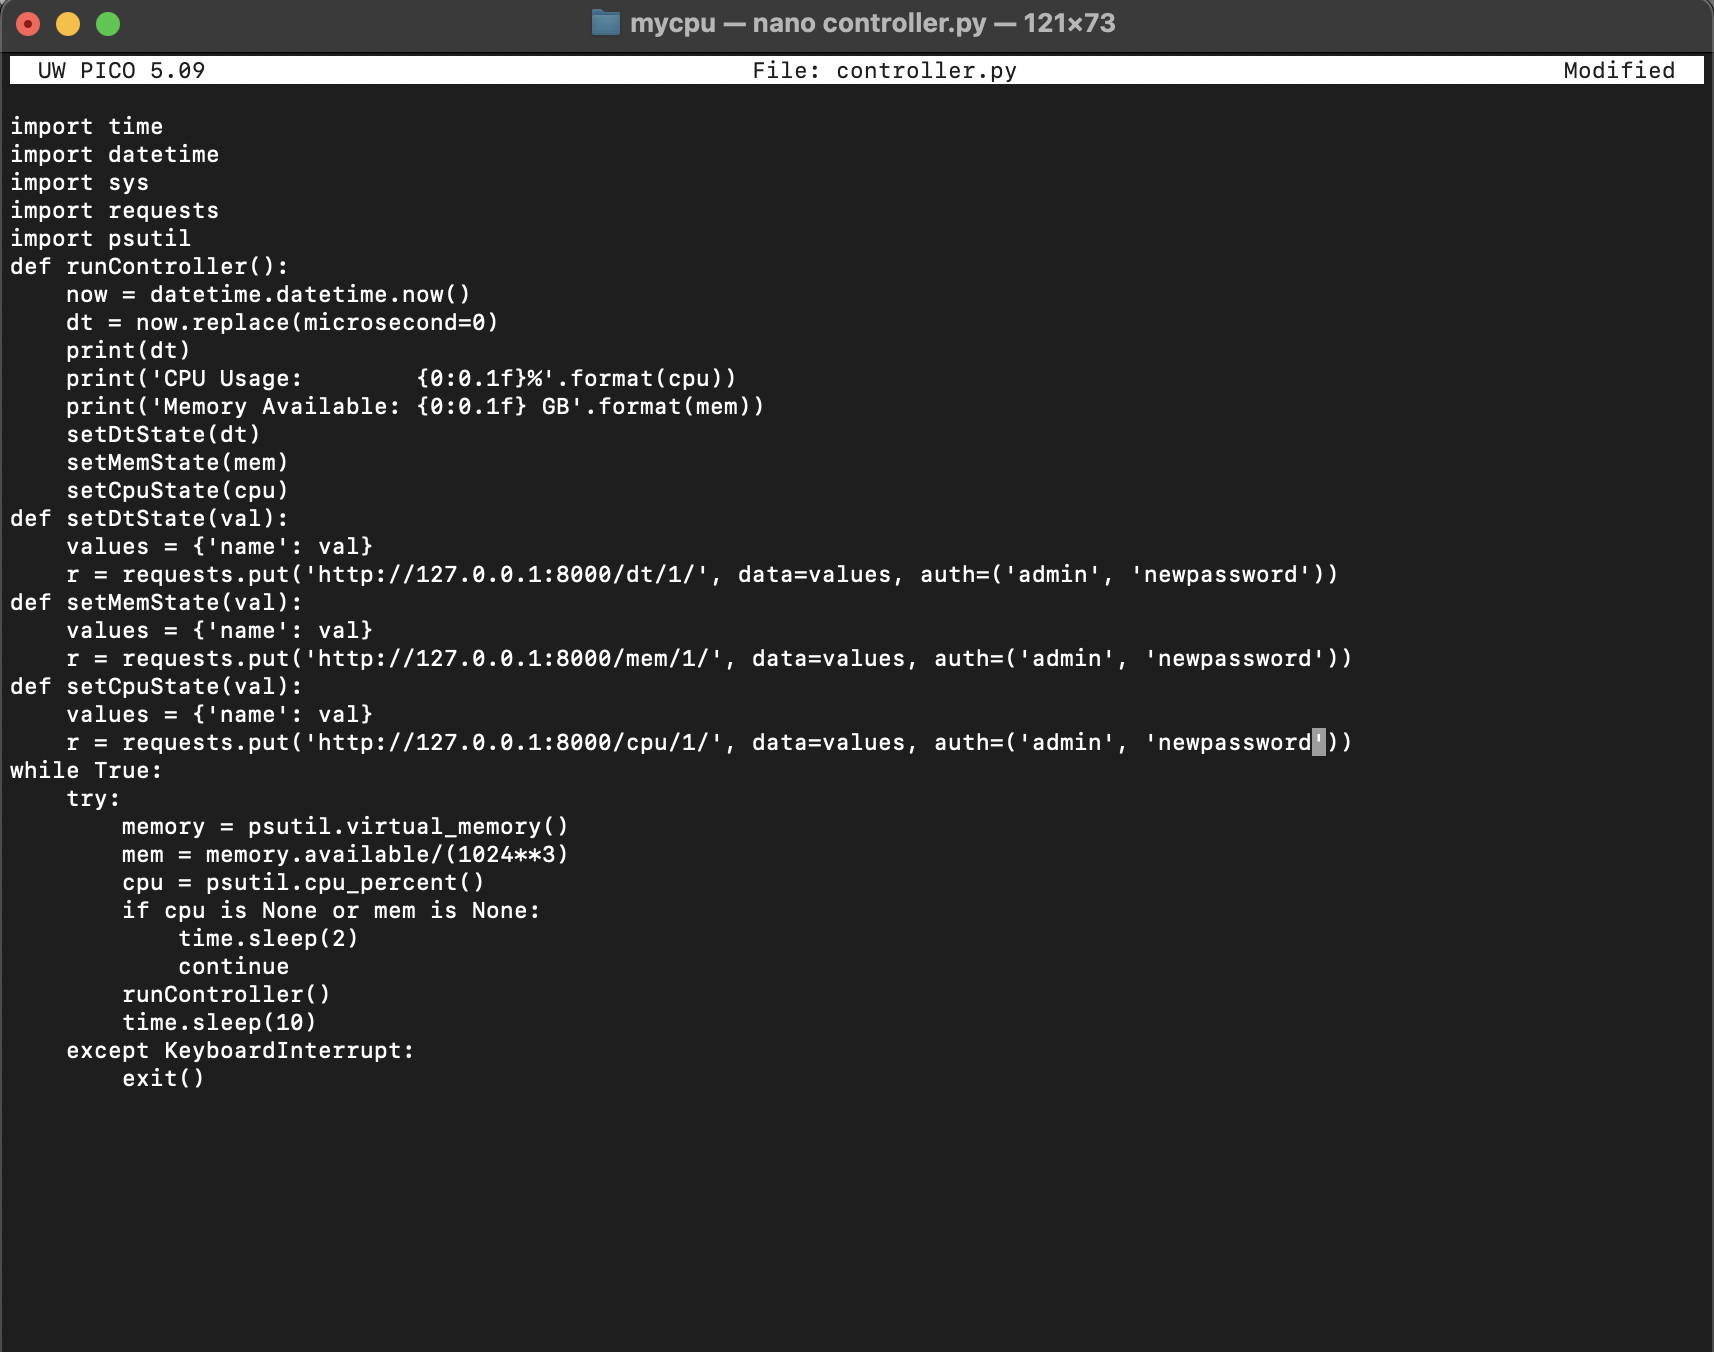 mycpu — nano controller.py — 121×73
UW PICO 5.09 File: controller.py Modified
import time
import datetime
import sys
import requests
import psutil
def runController():
    now = datetime.datetime.now()
    dt = now.replace(microsecond=0)
    print(dt)
    print('CPU Usage:        {0:0.1f}%'.format(cpu))
    print('Memory Available: {0:0.1f} GB'.format(mem))
    setDtState(dt)
    setMemState(mem)
    setCpuState(cpu)
def setDtState(val):
    values = {'name': val}
    r = requests.put('http://127.0.0.1:8000/dt/1/', data=values, auth=('admin', 'newpassword'))
def setMemState(val):
    values = {'name': val}
    r = requests.put('http://127.0.0.1:8000/mem/1/', data=values, auth=('admin', 'newpassword'))
def setCpuState(val):
    values = {'name': val}
    r = requests.put('http://127.0.0.1:8000/cpu/1/', data=values, auth=('admin', 'newpassword'))
while True:
    try:
        memory = psutil.virtual_memory()
        mem = memory.available/(1024**3)
        cpu = psutil.cpu_percent()
        if cpu is None or mem is None:
            time.sleep(2)
            continue
        runController()
        time.sleep(10)
    except KeyboardInterrupt:
        exit()